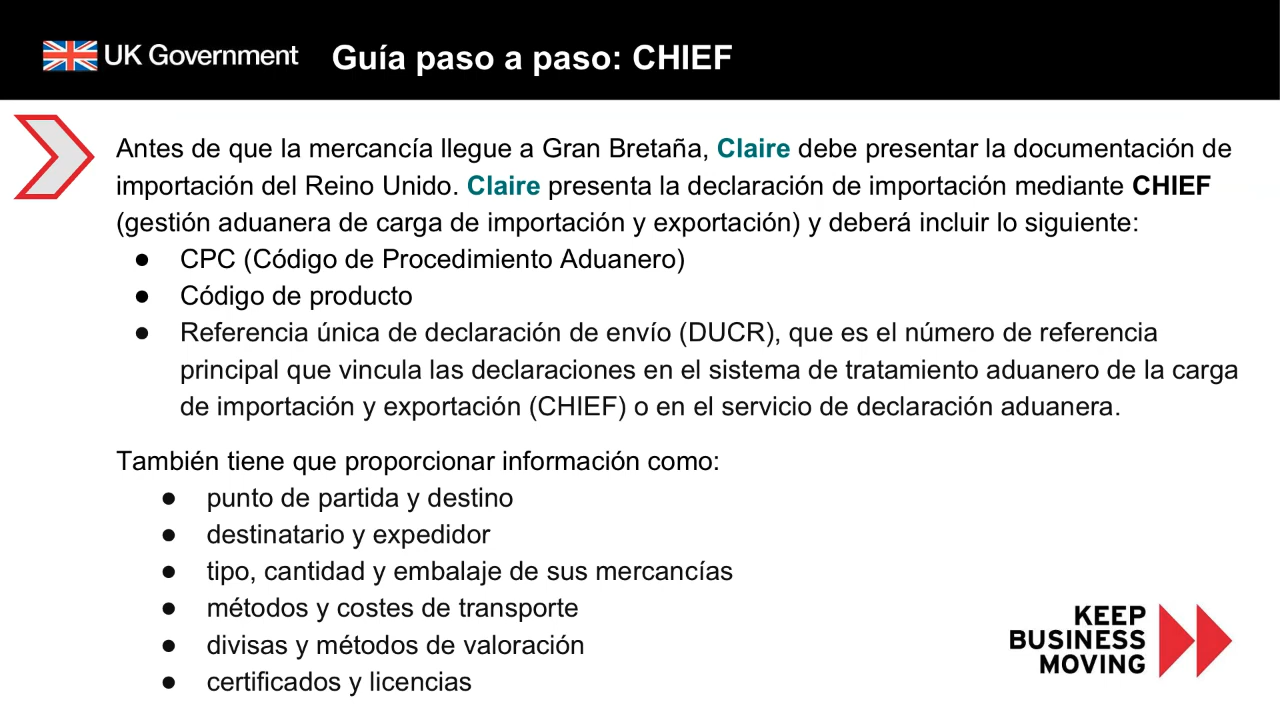 UK Government
Guía paso a paso: CHIEF
Antes de que la mercancía llegue a Gran Bretaña, Claire debe presentar la documentación de
importación del Reino Unido. Claire presenta la declaración de importación mediante CHIEF
(gestión aduanera de carga de importación y exportación) y deberá incluir lo siguiente:
● CPC (Código de Procedimiento Aduanero)
● Código de producto
● Referencia única de declaración de envío (DUCR), que es el número de referencia
principal que vincula las declaraciones en el sistema de tratamiento aduanero de la carga
de importación y exportación (CHIEF) o en el servicio de declaración aduanera.
También tiene que proporcionar información como:
● punto de partida y destino
● destinatario y expedidor
● tipo, cantidad y embalaje de sus mercancías
● métodos y costes de transporte
● divisas y métodos de valoración
● certificados y licencias
KEEP
BUSINESS
MOVING